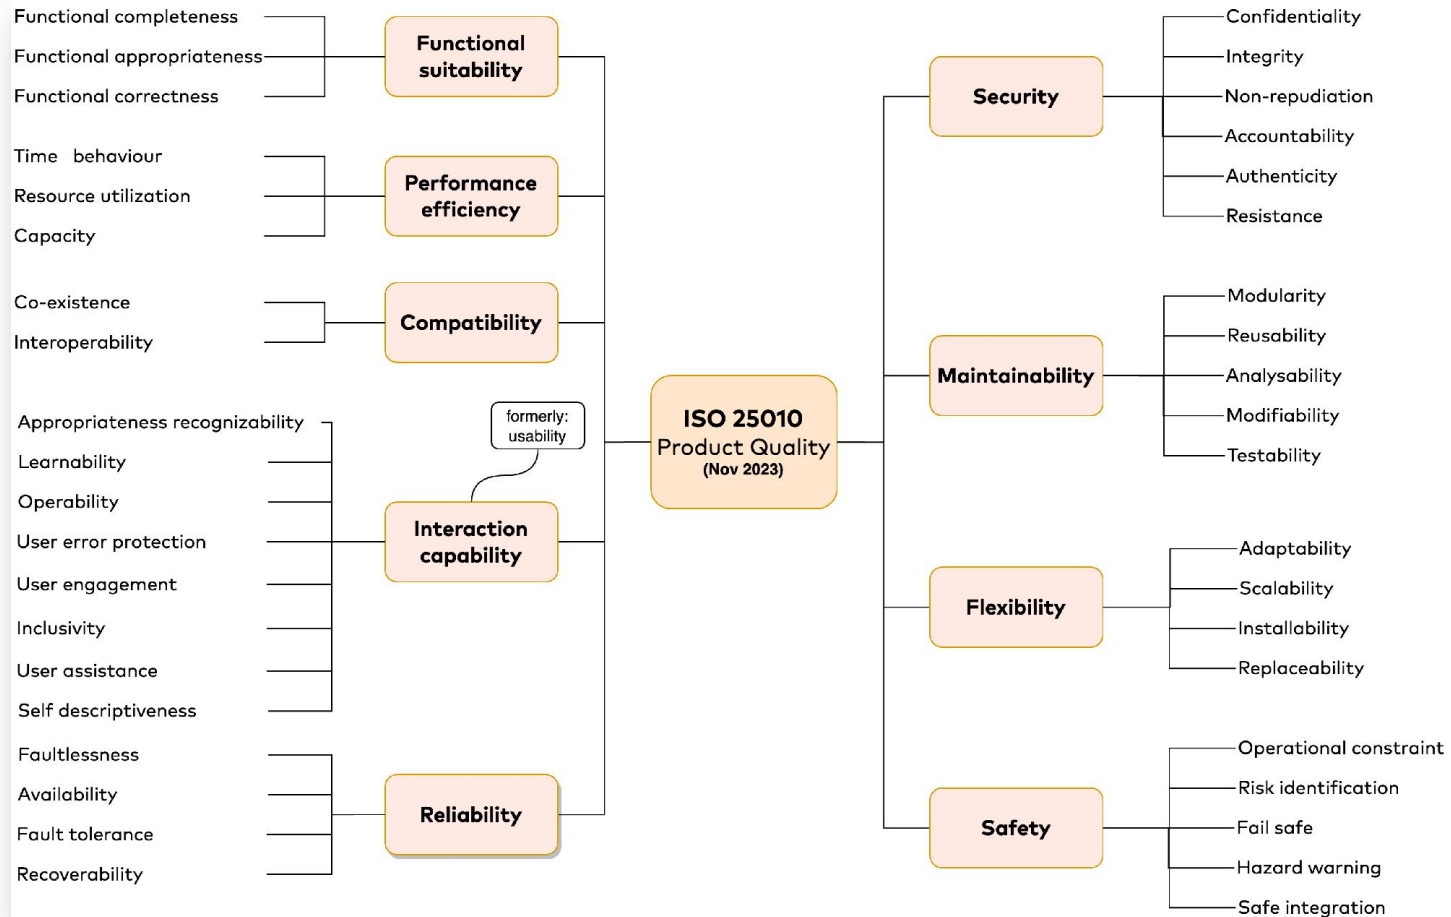 Functional completeness
Functional appropriateness
Functional correctness
Functional
suitability
Time behaviour
Resource utilization
Capacity
Performance
efficiency
Co-existence
Interoperability
Compatibility
Appropriateness recognizability
Learnability
Operability
User error protection
User engagement
Inclusivity
User assistance
Self descriptiveness
formerly:
usability
Interaction
capability
Faultlessness
Availability
Fault tolerance
Recoverability
Reliability
ISO 25010
Product Quality
(Nov 2023)
Security
Confidentiality
Integrity
Non-repudiation
Accountability
Authenticity
Resistance
Maintainability
Modularity
Reusability
Analysability
Modifiability
Testability
Flexibility
Adaptability
Scalability
Installability
Replaceability
Safety
Operational constraint
Risk identification
Fail safe
Hazard warning
Safe integration